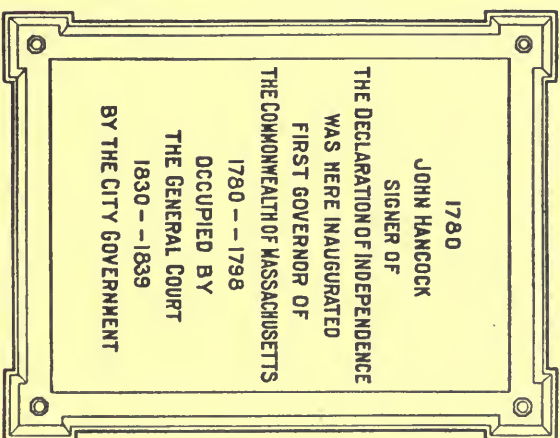 1780
JOHN HANCOCK
SIGNER OF
THE DECLARATION OF INDEPENDENCE
WAS HERE INAUGURATED
FIRST GOVERNOR OF
THE COMMONWEALTH OF MASSACHUSETTS
1780 -- 1798
OCCUPIED BY
THE GENERAL COURT
1830 -- 1839
BY THE CITY GOVERNMENT